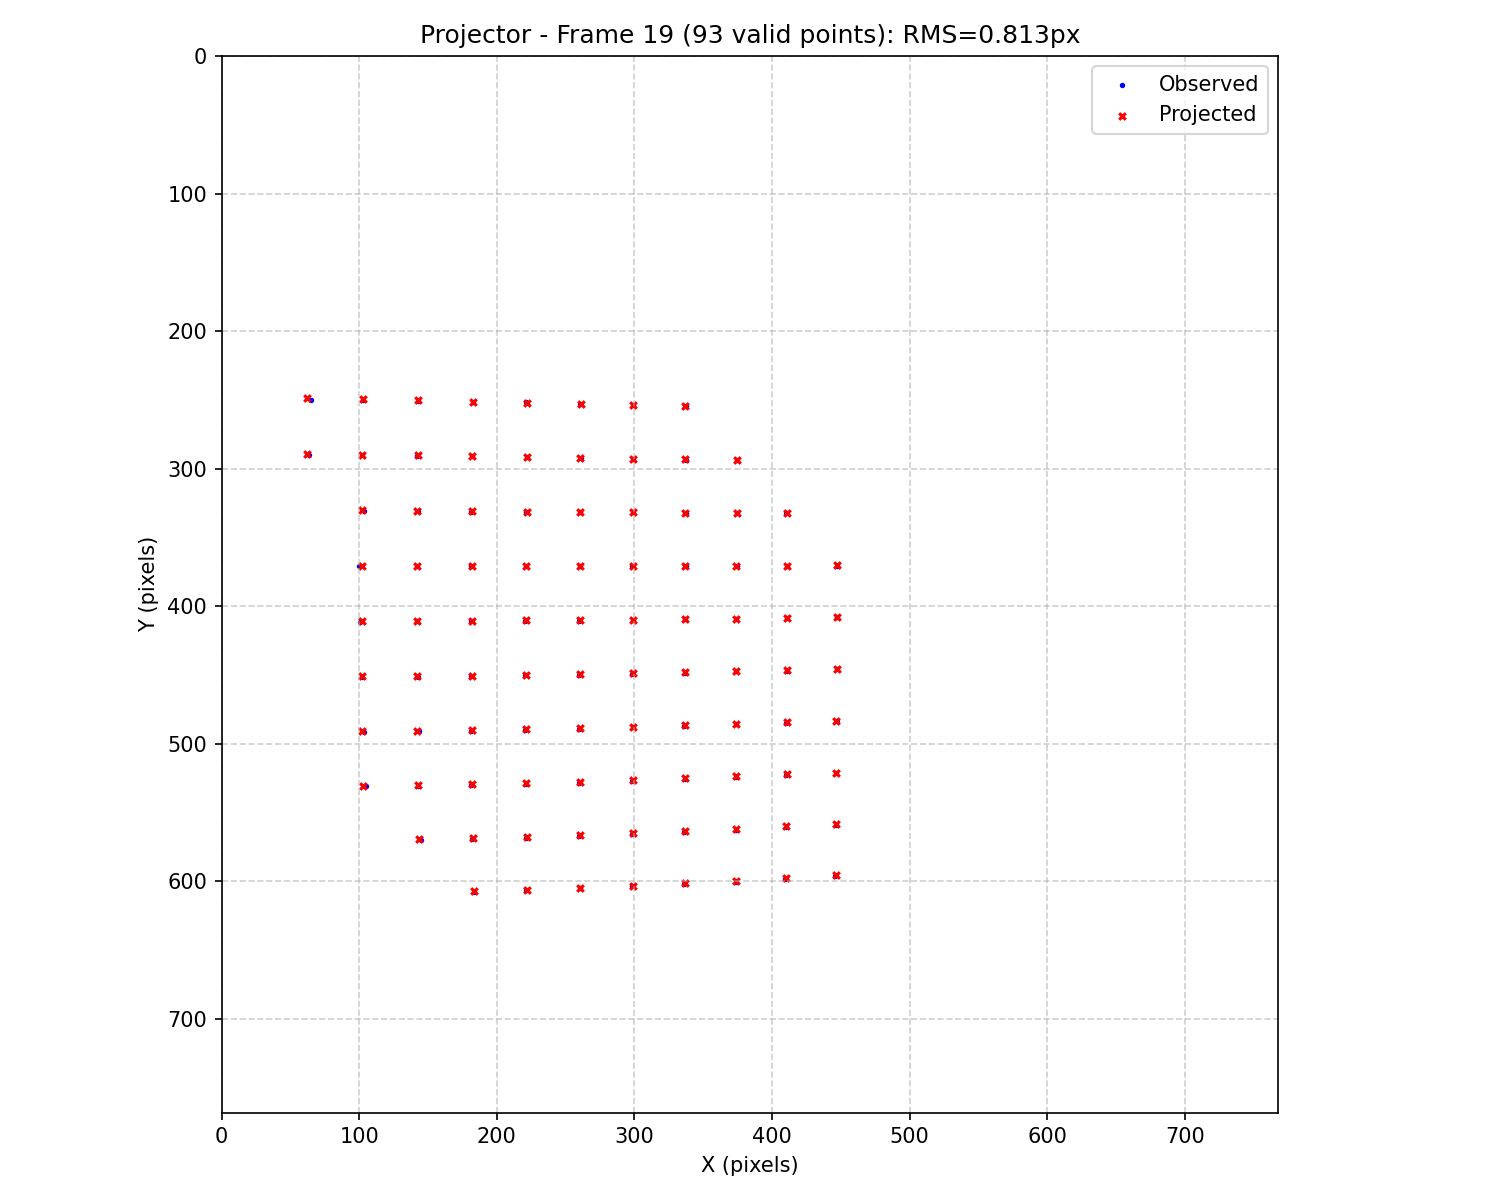 Projector - Frame 19 (93 valid points): RMS=0.813px
Observed
Projected
0
100
200
300
400
500
600
700
Y (pixels)
0 100 200 300 400 500 600 700
X (pixels)